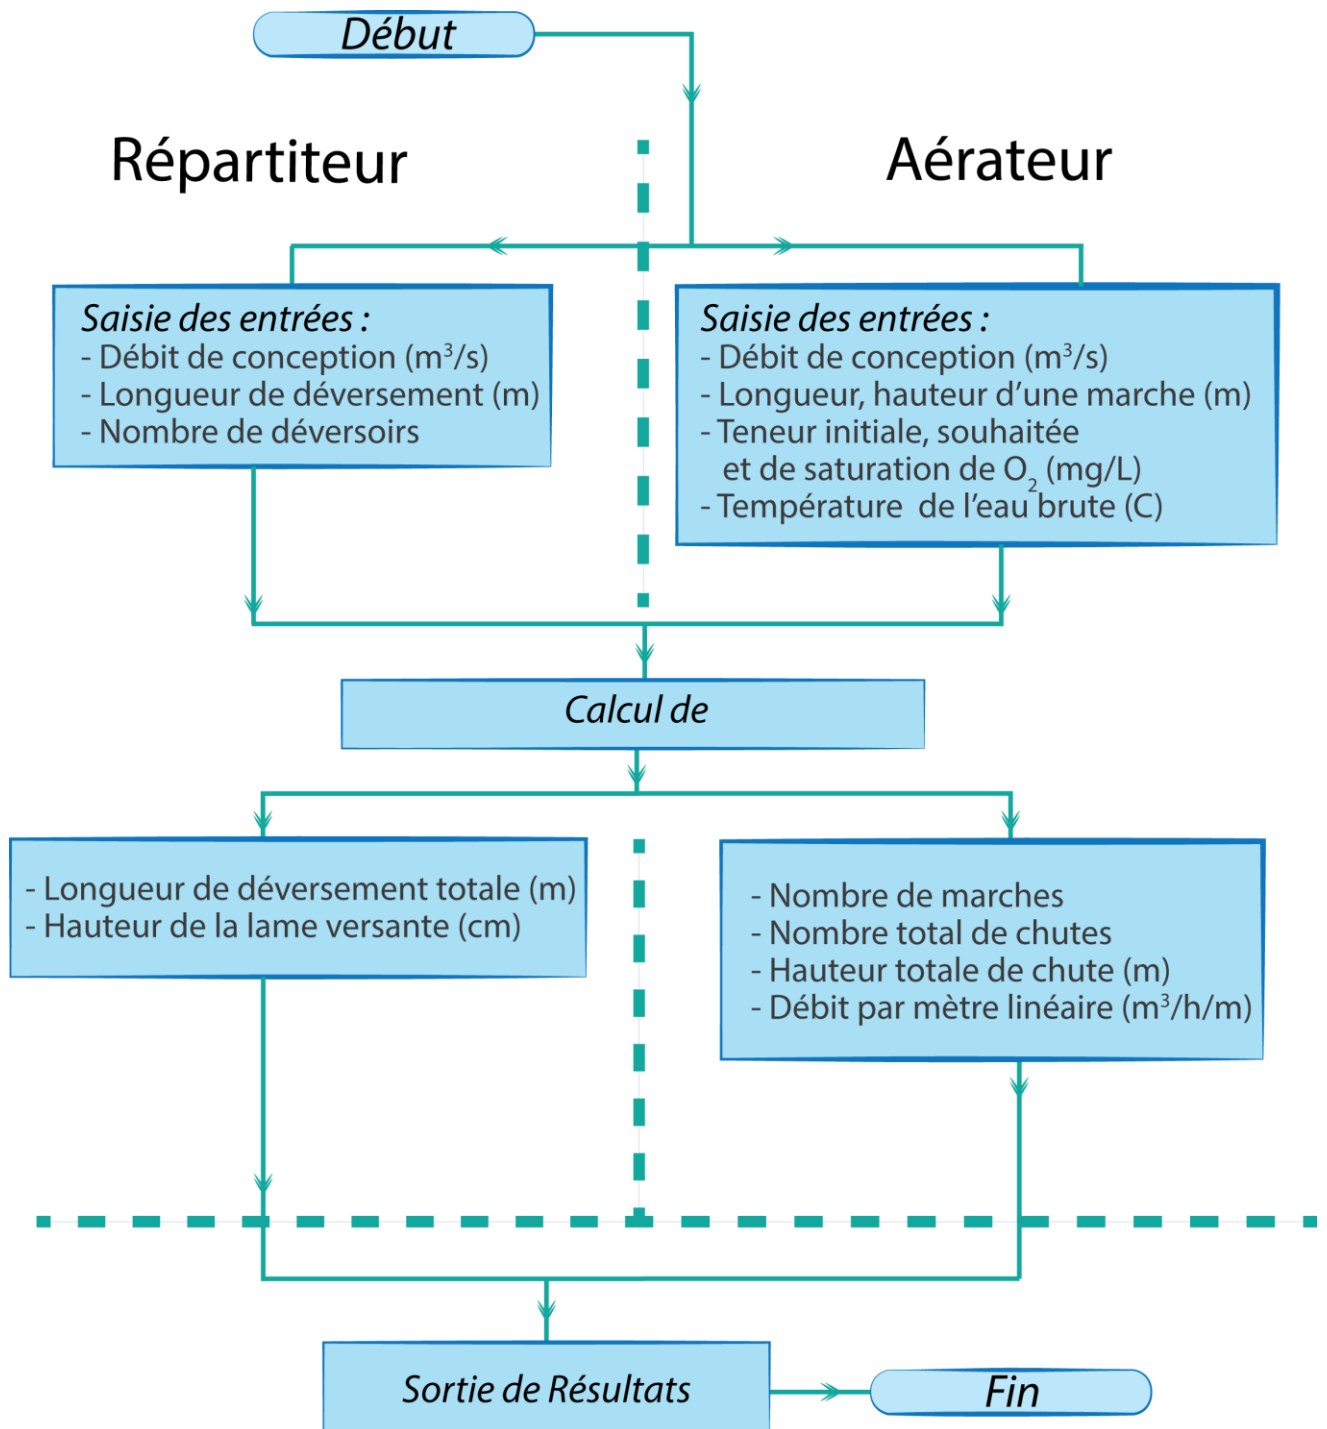 Début
Répartiteur
Aérateur
Saisie des entrées :
- Débit de conception (m³/s)
- Longueur de déversement (m)
- Nombre de déversoirs
Saisie des entrées :
- Débit de conception (m³/s)
- Longueur, hauteur d’une marche (m)
- Teneur initiale, souhaitée
et de saturation de O₂ (mg/L)
- Température de l’eau brute (C)
Calcul de
- Longueur de déversement totale (m)
- Hauteur de la lame versante (cm)
- Nombre de marches
- Nombre total de chutes
- Hauteur totale de chute (m)
- Débit par mètre linéaire (m³/h/m)
Sortie de Résultats
Fin